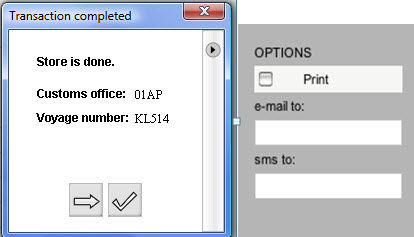 Transaction completed
Store is done.
Customs office: 01AP
Voyage number: KL514
OPTIONS
Print
e-mail to:
sms to: